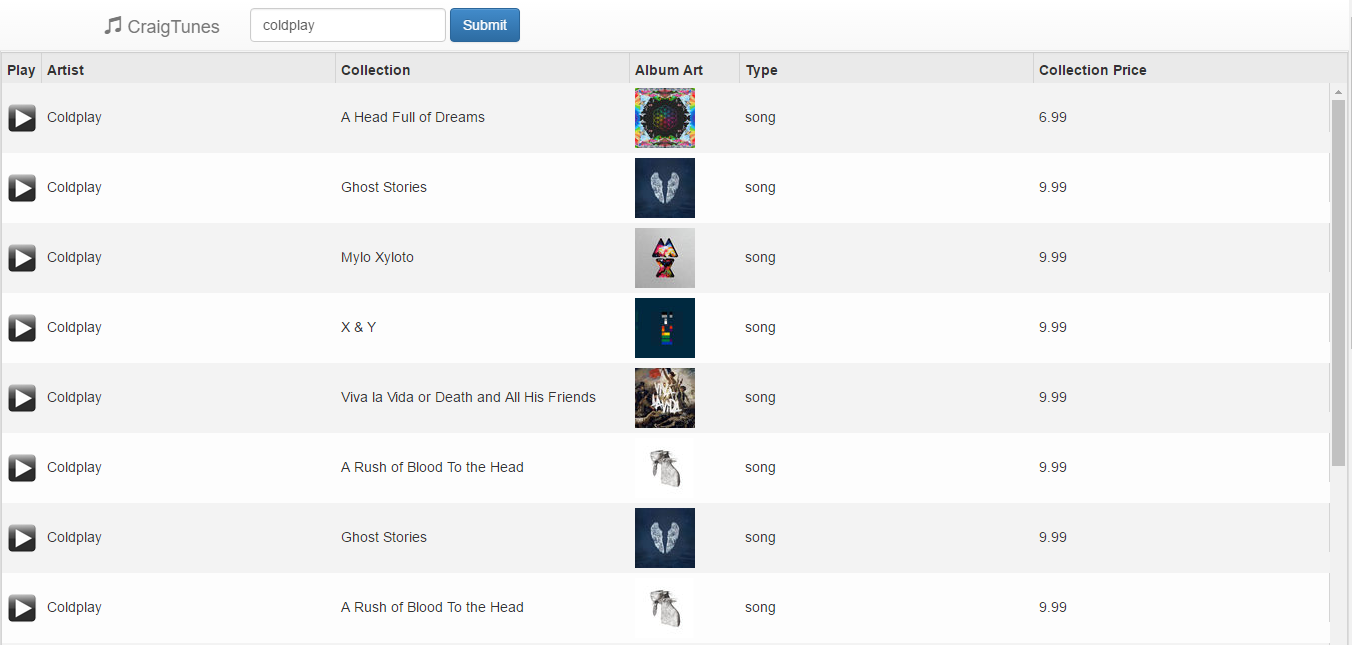 CraigTunes coldplay Submit
Play Artist Collection Album Art Type Collection Price
Coldplay A Head Full of Dreams song 6.99
Coldplay Ghost Stories song 9.99
Coldplay Mylo Xyloto song 9.99
Coldplay X & Y song 9.99
Coldplay Viva la Vida or Death and All His Friends VIVA LA VIDA song 9.99
Coldplay A Rush of Blood To the Head song 9.99
Coldplay Ghost Stories song 9.99
Coldplay A Rush of Blood To the Head song 9.99